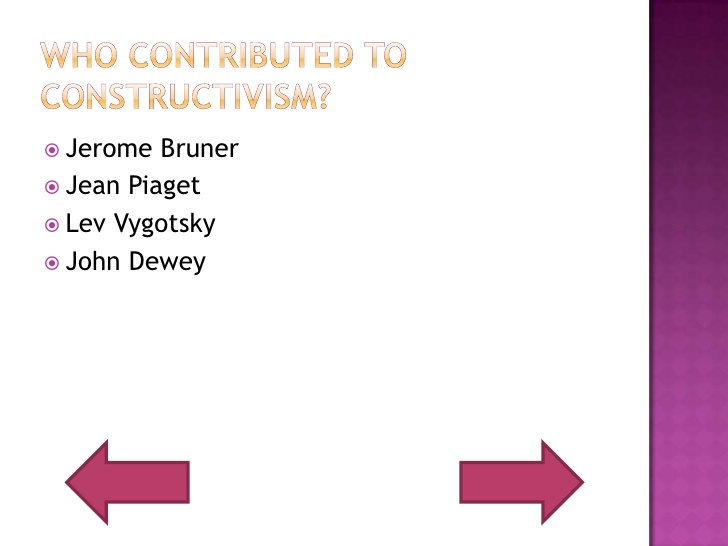 WHO CONTRIBUTED TO
CONSTRUCTIVISM?
Jerome Bruner
Jean Piaget
Lev Vygotsky
John Dewey